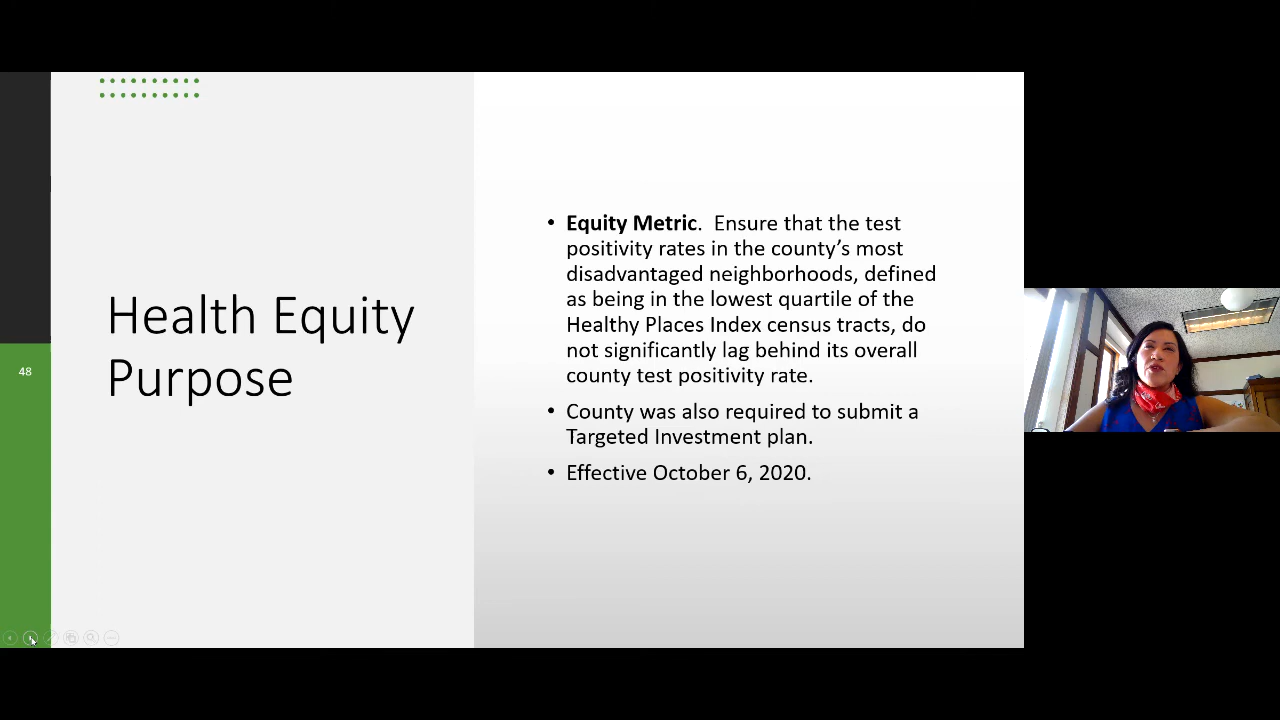 Health Equity
Purpose
48
• Equity Metric.  Ensure that the test
positivity rates in the county’s most
disadvantaged neighborhoods, defined
as being in the lowest quartile of the
Healthy Places Index census tracts, do
not significantly lag behind its overall
county test positivity rate.
• County was also required to submit a
Targeted Investment plan.
• Effective October 6, 2020.